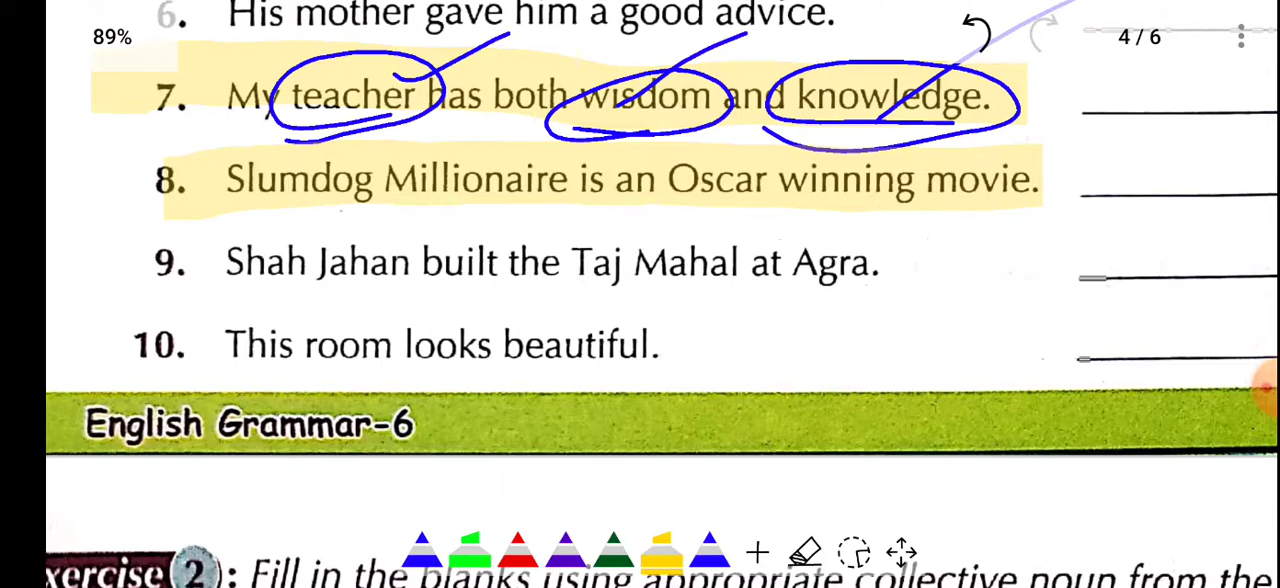 6. His mother gave him a good advice.
89%
4 / 6
7. My teacher has both wisdom and knowledge.
8. Slumdog Millionaire is an Oscar winning movie.
9. Shah Jahan built the Taj Mahal at Agra.
10. This room looks beautiful.
English Grammar-6
xercise 2 : Fill in the blanks using appropriate collective noun from the